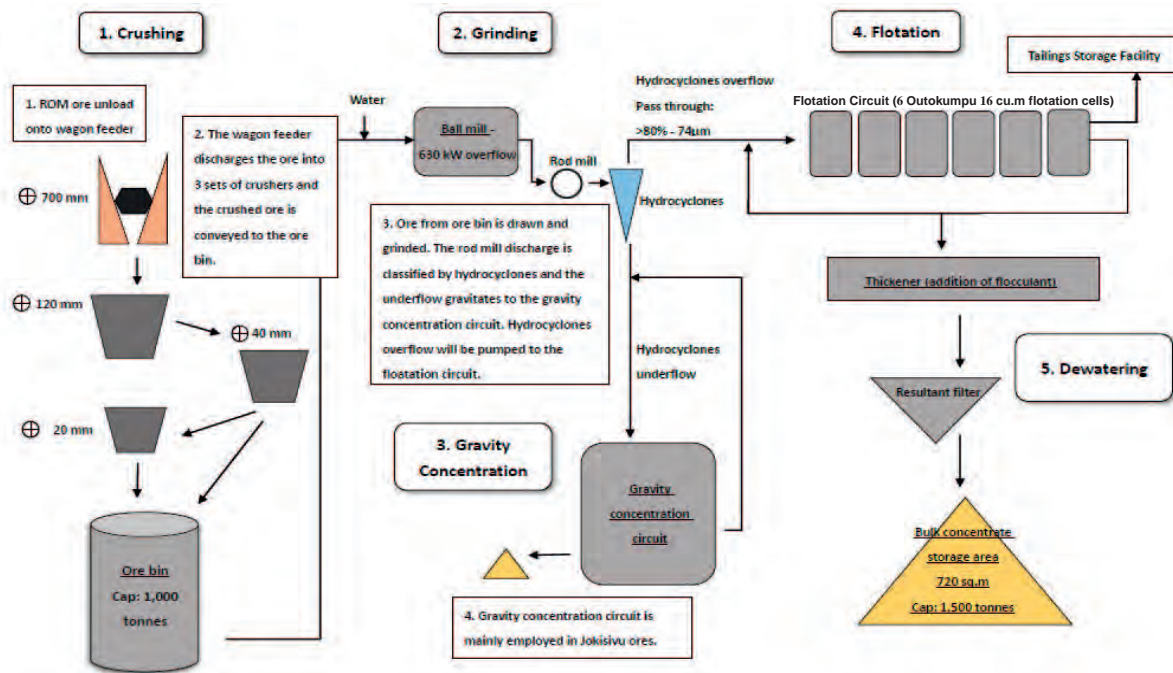 1. Crushing
1. ROM ore unload
onto wagon feeder
700 mm
120 mm
40 mm
20 mm
Ore bin
Cap: 1,000
tonnes
2. The wagon feeder
discharges the ore into
3 sets of crushers and
the crushed ore is
conveyed to the ore
bin.
2. Grinding
Water
Ball mill -
630 kW overflow
Rod mill
Hydrocyclones
3. Ore from ore bin is drawn and
grinded. The rod mill discharge is
classified by hydrocyclones and the
underflow gravitates to the gravity
concentration circuit. Hydrocyclones
overflow will be pumped to the
floatation circuit.
Hydrocyclones overflow
Pass through:
>80% - 74µm
Hydrocyclones
underflow
3. Gravity
Concentration
Gravity
concentration
circuit
4. Gravity concentration circuit is
mainly employed in Jokisivu ores.
4. Flotation
Tailings Storage Facility
Flotation Circuit (6 Outokumpu 16 cu.m flotation cells)
Thickener (addition of flocculant)
5. Dewatering
Resultant filter
Bulk concentrate
storage area
720 sq.m
Cap: 1,500 tonnes